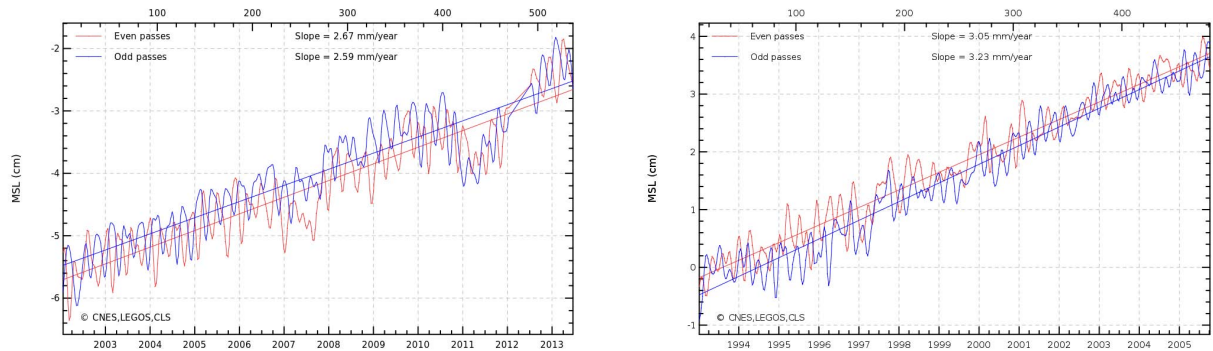 100 200 300 400 500
-2
-3
-4
-5
-6
MSL (cm)
Even passes Slope = 2.67 mm/year
Odd passes Slope = 2.59 mm/year
© CNES,LEGOS,CLS
2003 2004 2005 2006 2007 2008 2009 2010 2011 2012 2013
100 200 300 400
4
3
2
1
0
-1
MSL (cm)
Even passes Slope = 3.05 mm/year
Odd passes Slope = 3.23 mm/year
© CNES,LEGOS,CLS
1994 1995 1996 1997 1998 1999 2000 2001 2002 2003 2004 2005